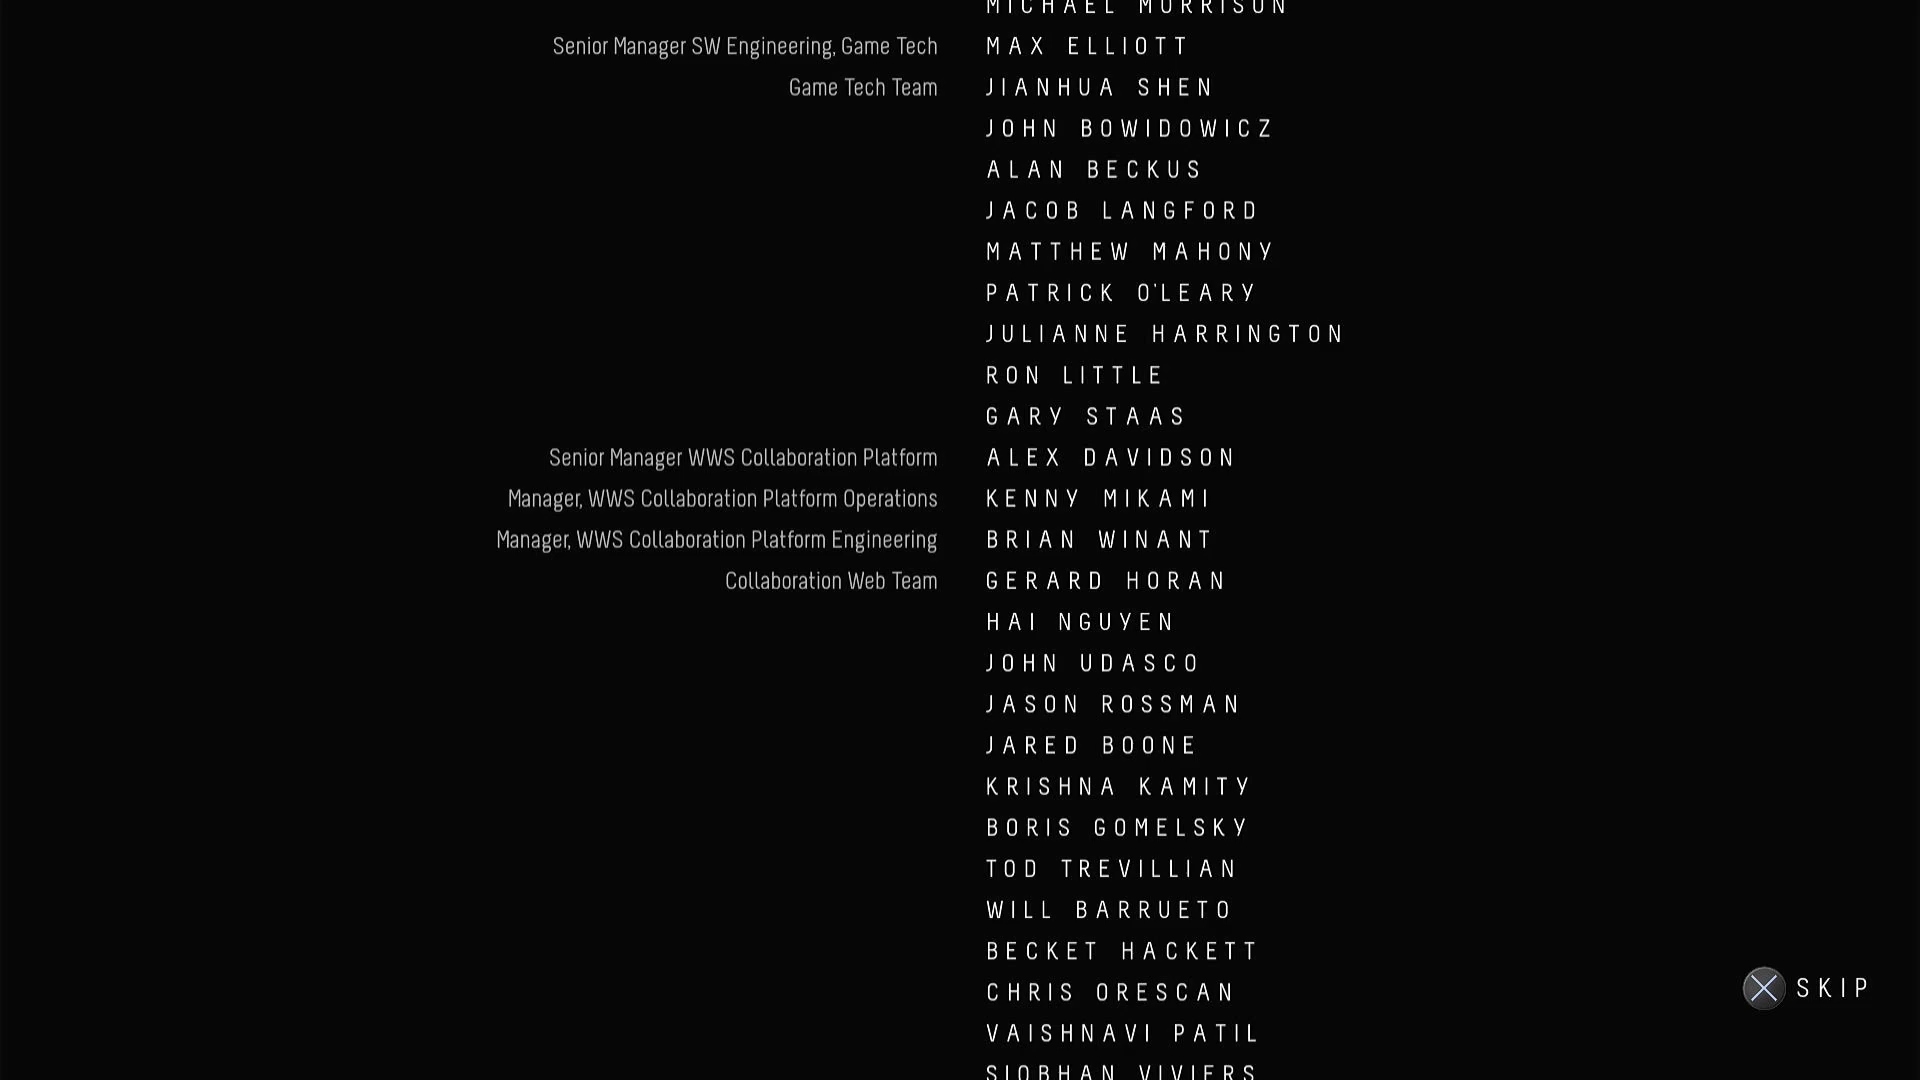 MICHAEL MORRISON
Senior Manager SW Engineering, Game Tech MAX ELLIOTT
Game Tech Team JIANHUA SHEN
JOHN BOWIDOWICZ
ALAN BECKUS
JACOB LANGFORD
MATTHEW MAHONY
PATRICK O'LEARY
JULIANNE HARRINGTON
RON LITTLE
GARY STAAS
Senior Manager WWS Collaboration Platform ALEX DAVIDSON
Manager, WWS Collaboration Platform Operations KENNY MIKAMI
Manager, WWS Collaboration Platform Engineering BRIAN WINANT
Collaboration Web Team GERARD HORAN
HAI NGUYEN
JOHN UDASCO
JASON ROSSMAN
JARED BOONE
KRISHNA KAMITY
BORIS GOMELSKY
TOD TREVILLIAN
WILL BARRUETO
BECKET HACKETT
CHRIS ORESCAN
SKIP
VAISHNAVI PATIL
SIOBHAN VIVIERS